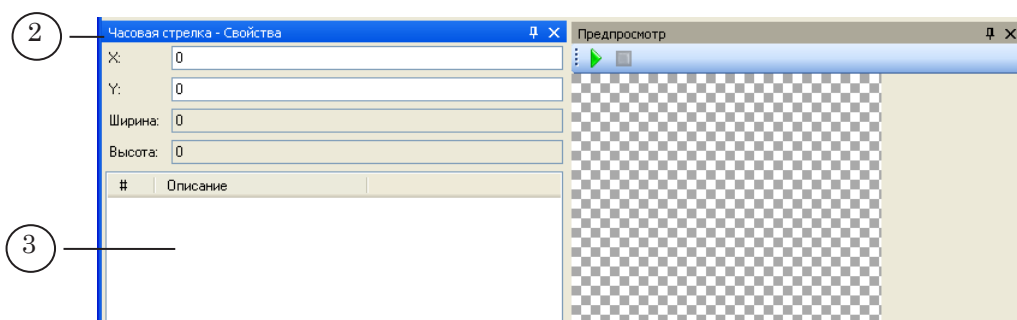 2
Часовая стрелка - Свойства
X: 0
Y: 0
Ширина: 0
Высота: 0
# Описание
3
Предпросмотр